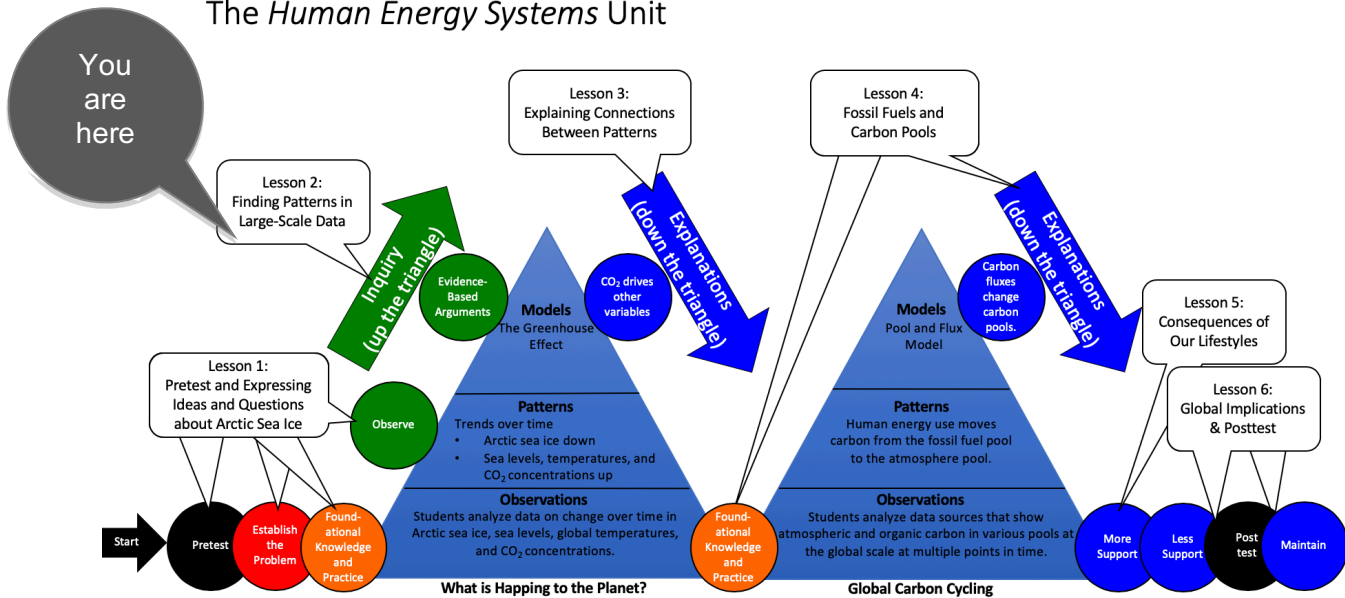 The Human Energy Systems Unit
You
are
here
Lesson 1:
Pretest and Expressing
Ideas and Questions
about Arctic Sea Ice
Lesson 2:
Finding Patterns in
Large-Scale Data
Lesson 3:
Explaining Connections
Between Patterns
Lesson 4:
Fossil Fuels and
Carbon Pools
Lesson 5:
Consequences of
Our Lifestyles
Lesson 6:
Global Implications
& Posttest
Start
Pretest
Establish
the
Problem
Found-
ational
Knowledge
and
Practice
Observe
Inquiry
(up the triangle)
Evidence-
Based
Arguments
Models
The Greenhouse
Effect
Patterns
Trends over time
• Arctic sea ice down
• Sea levels, temperatures, and
CO₂ concentrations up
Observations
Students analyze data on change over time in
Arctic sea ice, sea levels, global temperatures,
and CO₂ concentrations.
What is Happing to the Planet?
CO₂ drives
other
variables
Explanations
(down the triangle)
Found-
ational
Knowledge
and
Practice
Models
Pool and Flux
Model
Patterns
Human energy use moves
carbon from the fossil fuel pool
to the atmosphere pool.
Observations
Students analyze data sources that show
atmospheric and organic carbon in various pools at
the global scale at multiple points in time.
Global Carbon Cycling
Carbon
fluxes
change
carbon
pools.
Explanations
(down the triangle)
More
Support
Less
Support
Post
test
Maintain